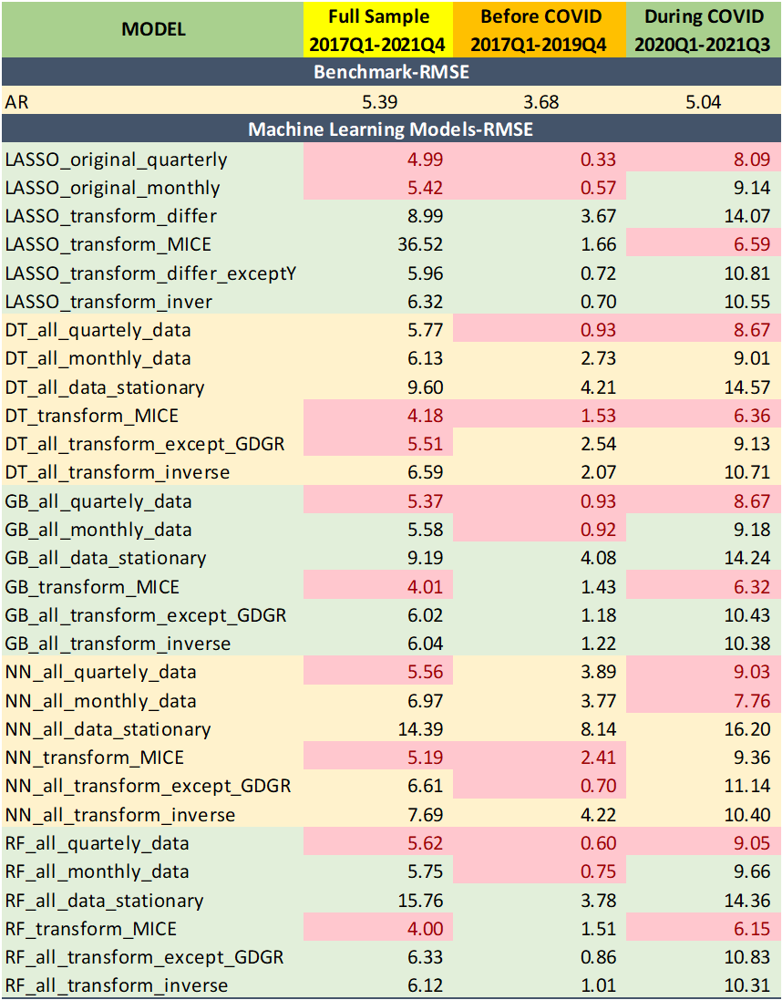 MODEL Full Sample Before COVID During COVID
2017Q1-2021Q4 2017Q1-2019Q4 2020Q1-2021Q3
Benchmark-RMSE
AR 5.39 3.68 5.04
Machine Learning Models-RMSE
LASSO_original_quarterly 4.99 0.33 8.09
LASSO_original_monthly 5.42 0.57 9.14
LASSO_transform_differ 8.99 3.67 14.07
LASSO_transform_MICE 36.52 1.66 6.59
LASSO_transform_differ_exceptY 5.96 0.72 10.81
LASSO_transform_inver 6.32 0.70 10.55
DT_all_quartely_data 5.77 0.93 8.67
DT_all_monthly_data 6.13 2.73 9.01
DT_all_data_stationary 9.60 4.21 14.57
DT_transform_MICE 4.18 1.53 6.36
DT_all_transform_except_GDGR 5.51 2.54 9.13
DT_all_transform_inverse 6.59 2.07 10.71
GB_all_quartely_data 5.37 0.93 8.67
GB_all_monthly_data 5.58 0.92 9.18
GB_all_data_stationary 9.19 4.08 14.24
GB_transform_MICE 4.01 1.43 6.32
GB_all_transform_except_GDGR 6.02 1.18 10.43
GB_all_transform_inverse 6.04 1.22 10.38
NN_all_quartely_data 5.56 3.89 9.03
NN_all_monthly_data 6.97 3.77 7.76
NN_all_data_stationary 14.39 8.14 16.20
NN_transform_MICE 5.19 2.41 9.36
NN_all_transform_except_GDGR 6.61 0.70 11.14
NN_all_transform_inverse 7.69 4.22 10.40
RF_all_quartely_data 5.62 0.60 9.05
RF_all_monthly_data 5.75 0.75 9.66
RF_all_data_stationary 15.76 3.78 14.36
RF_transform_MICE 4.00 1.51 6.15
RF_all_transform_except_GDGR 6.33 0.86 10.83
RF_all_transform_inverse 6.12 1.01 10.31